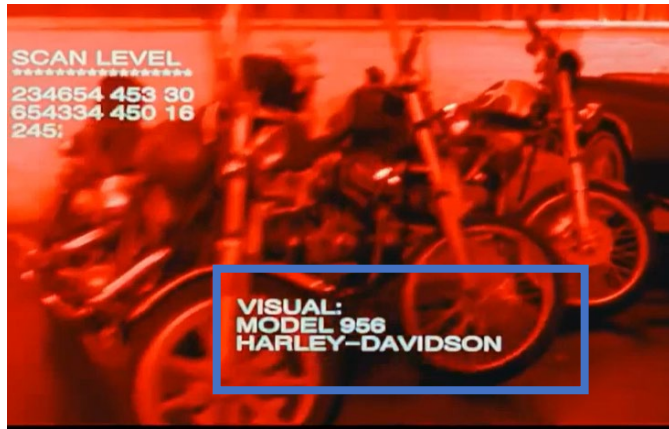 SCAN LEVEL
******************
234654 453 30
654334 450 16
245:
VISUAL:
MODEL 956
HARLEY-DAVIDSON